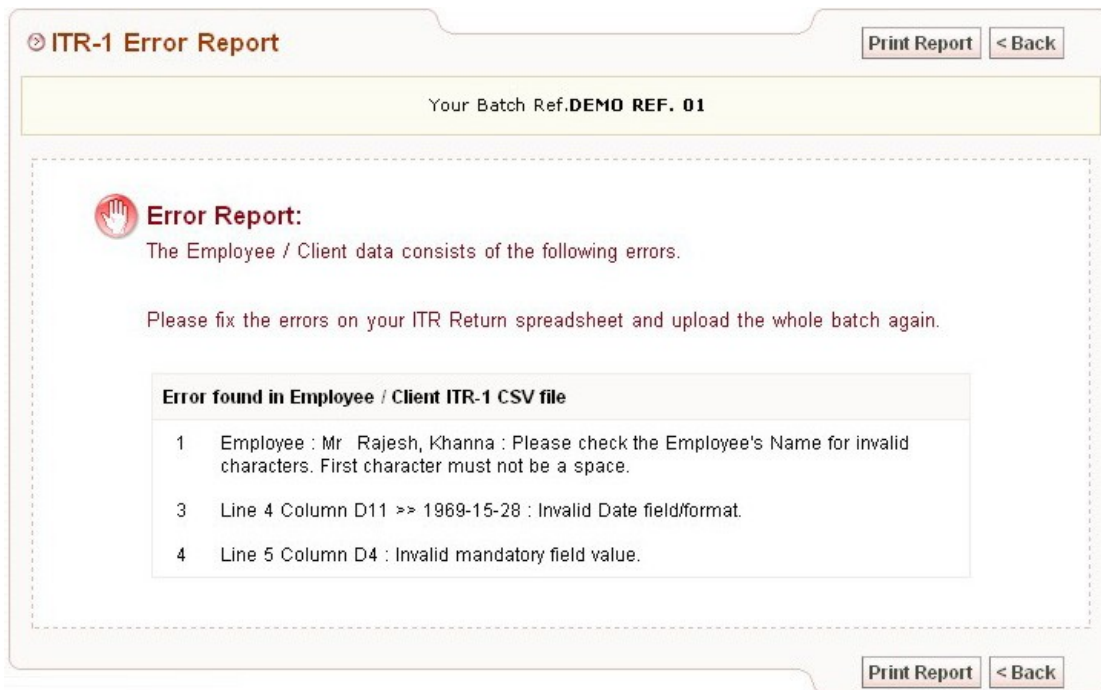 ITR-1 Error Report
Print Report
< Back
Your Batch Ref.DEMO REF. 01
Error Report:
The Employee / Client data consists of the following errors.
Please fix the errors on your ITR Return spreadsheet and upload the whole batch again.
Error found in Employee / Client ITR-1 CSV file
1 Employee : Mr Rajesh, Khanna : Please check the Employee's Name for invalid
characters. First character must not be a space.
3 Line 4 Column D11 >> 1969-15-28 : Invalid Date field/format.
4 Line 5 Column D4 : Invalid mandatory field value.
Print Report
< Back